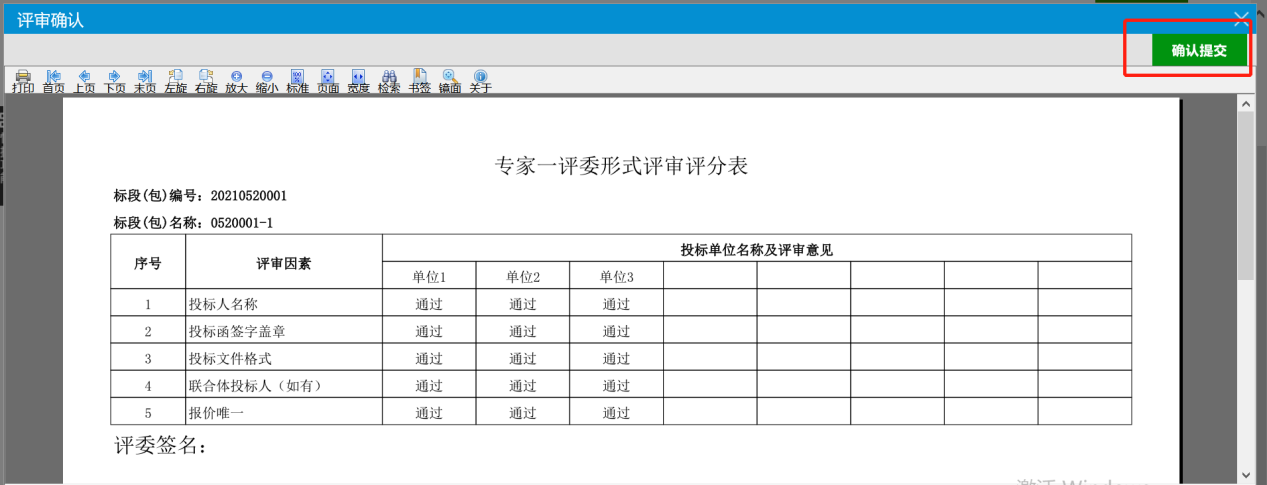 评审确认
确认提交
打印 首页 上页 下页 末页 左旋 右旋 放大 缩小 标准 页面 宽度 检索 书签 镜面 关于
专家一评委形式评审评分表
标段(包)编号: 20210520001
标段(包)名称: 0520001-1
序号 评审因素 投标单位名称及评审意见
单位1 单位2 单位3
1 投标人名称 通过 通过 通过
2 投标函签字盖章 通过 通过 通过
3 投标文件格式 通过 通过 通过
4 联合体投标人（如有） 通过 通过 通过
5 报价唯一 通过 通过 通过
评委签名:
激活 Windows